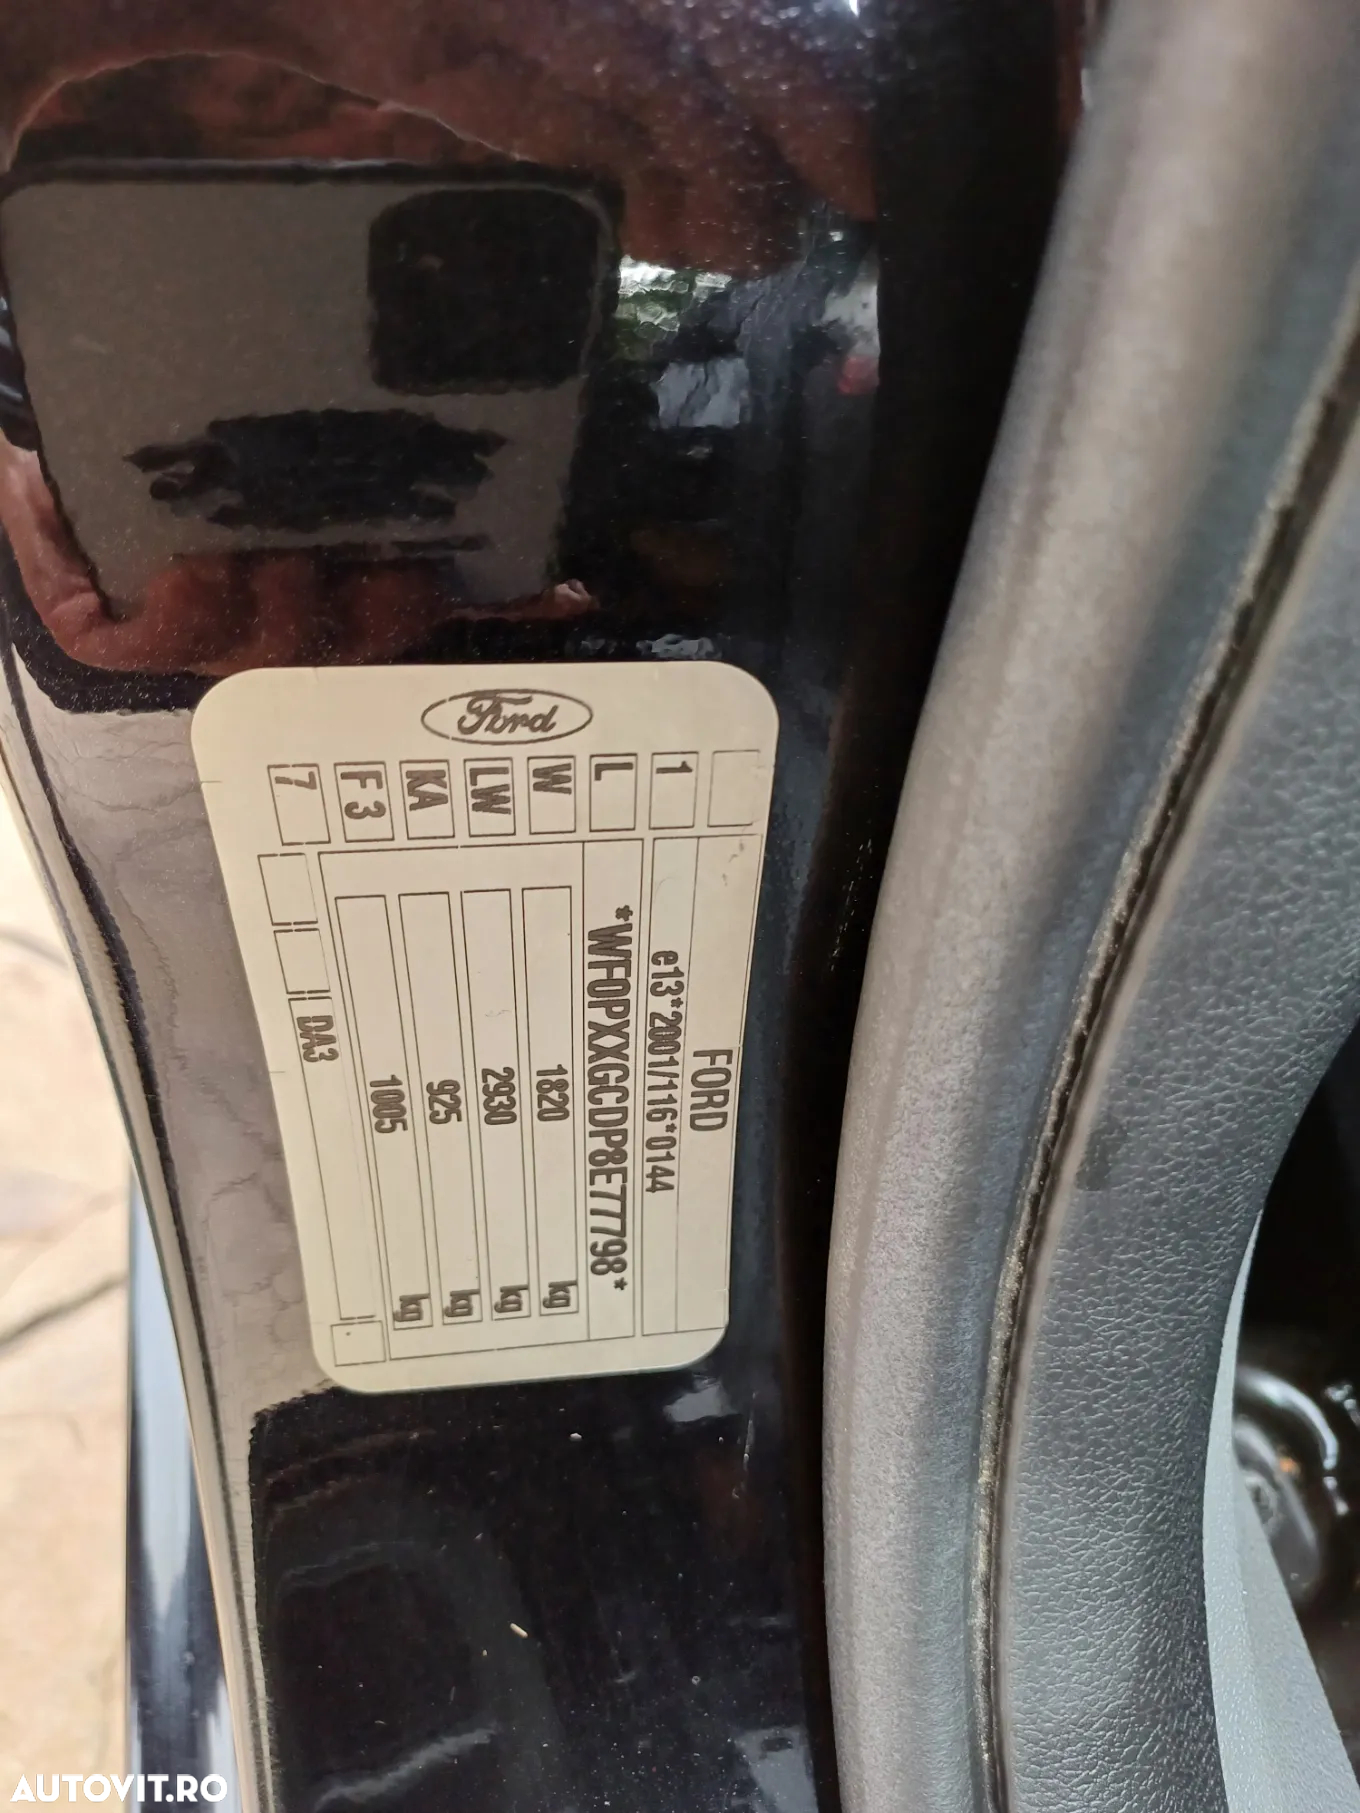 Ford
FORD
e13*2001/116*0144
*WF0PXXGCDP8E77798*
1820 kg
2930 kg
925 kg
1005 kg
DA3
1
L
W
LW
KA
F 3
7
AUTOVIT.RO